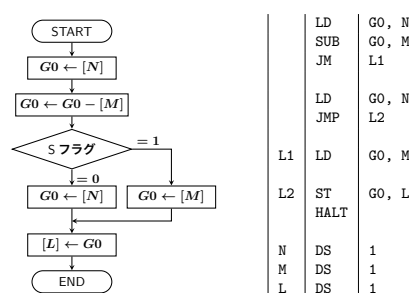 START
G0 ← [N]
G0 ← G0 − [M]
S フラグ
= 1
= 0
G0 ← [N]
G0 ← [M]
[L] ← G0
END
LD G0, N
SUB G0, M
JM L1
LD G0, N
JMP L2
L1 LD G0, M
L2 ST G0, L
HALT
N DS 1
M DS 1
L DS 1